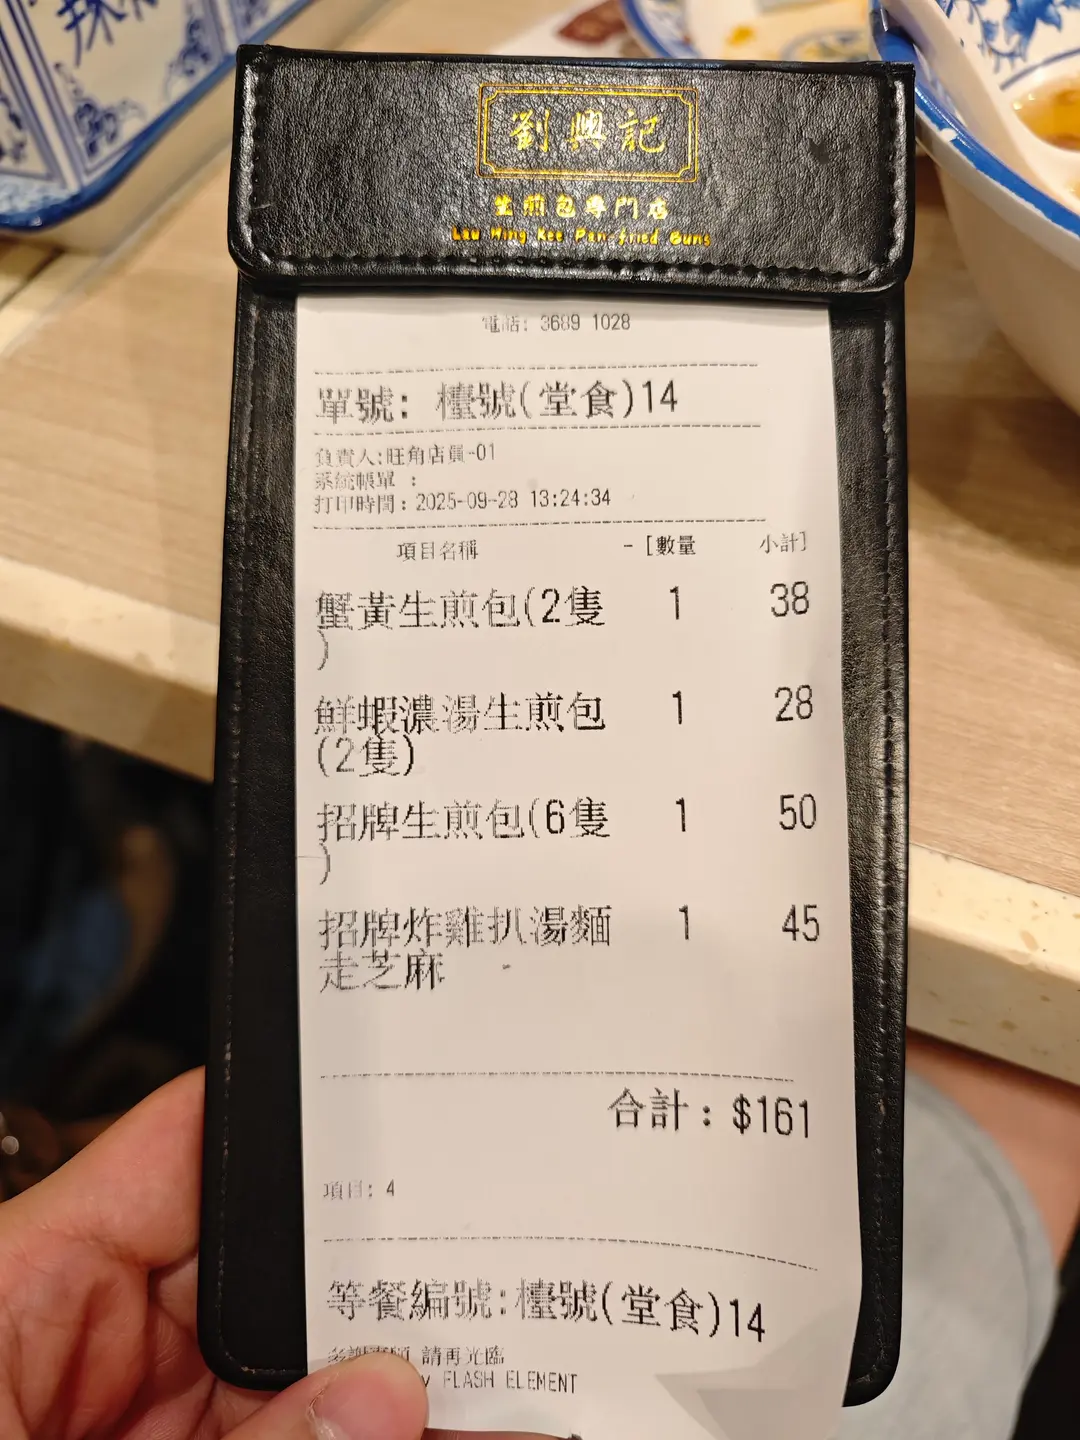 辣
劉興記
生煎包專門店
Lau Hing Kee Pan-fried Buns
電話: 3689 1028
單號: 檯號(堂食)14
負責人:旺角店員-01
系統帳單 :
打印時間 : 2025-09-28 13:24:34
項目名稱 - [數量 小計]
蟹黃生煎包(2隻 1 38
)
鮮蝦濃湯生煎包 1 28
(2隻)
招牌生煎包(6隻 1 50
)
招牌炸雞扒湯麵 1 45
走芝麻
合計 : $161
項目: 4
等餐編號:檯號(堂食)14
多謝惠顧 請再光臨
y FLASH ELEMENT